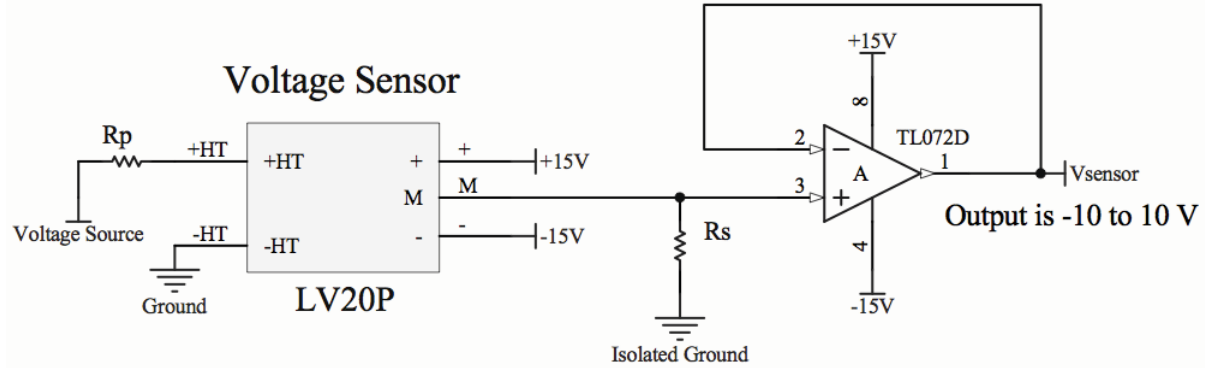 Voltage Sensor
Rp
+HT
+HT
-HT
-HT
Voltage Source
Ground
LV20P
+
M
-
+
M
-
+15V
-15V
Rs
Isolated Ground
+15V
8
2
3
-
+
A
TL072D
1
4
-15V
Vsensor
Output is -10 to 10 V